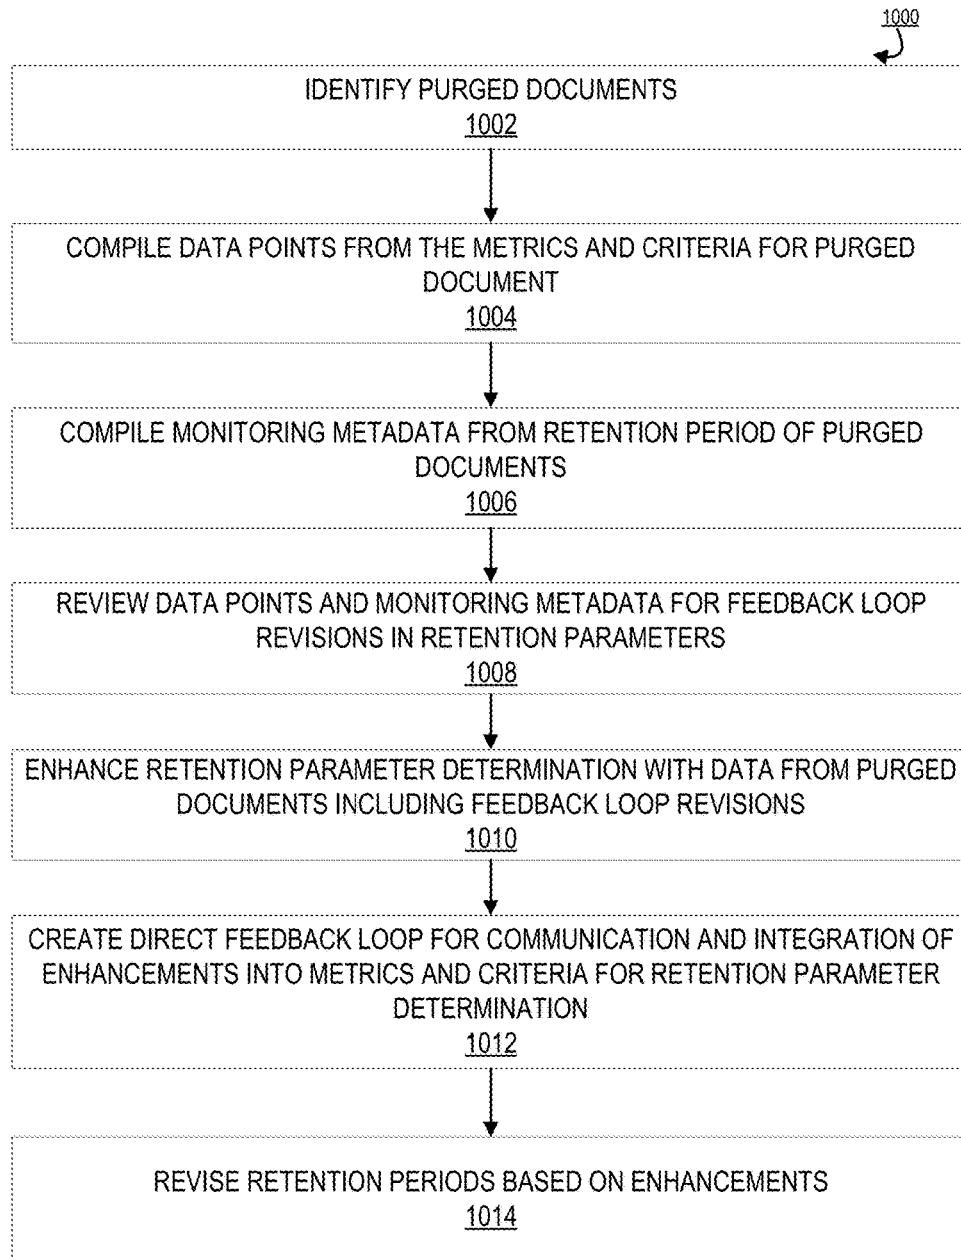 1000
IDENTIFY PURGED DOCUMENTS
1002
COMPILE DATA POINTS FROM THE METRICS AND CRITERIA FOR PURGED
DOCUMENT
1004
COMPILE MONITORING METADATA FROM RETENTION PERIOD OF PURGED
DOCUMENTS
1006
REVIEW DATA POINTS AND MONITORING METADATA FOR FEEDBACK LOOP
REVISIONS IN RETENTION PARAMETERS
1008
ENHANCE RETENTION PARAMETER DETERMINATION WITH DATA FROM PURGED
DOCUMENTS INCLUDING FEEDBACK LOOP REVISIONS
1010
CREATE DIRECT FEEDBACK LOOP FOR COMMUNICATION AND INTEGRATION OF
ENHANCEMENTS INTO METRICS AND CRITERIA FOR RETENTION PARAMETER
DETERMINATION
1012
REVISE RETENTION PERIODS BASED ON ENHANCEMENTS
1014